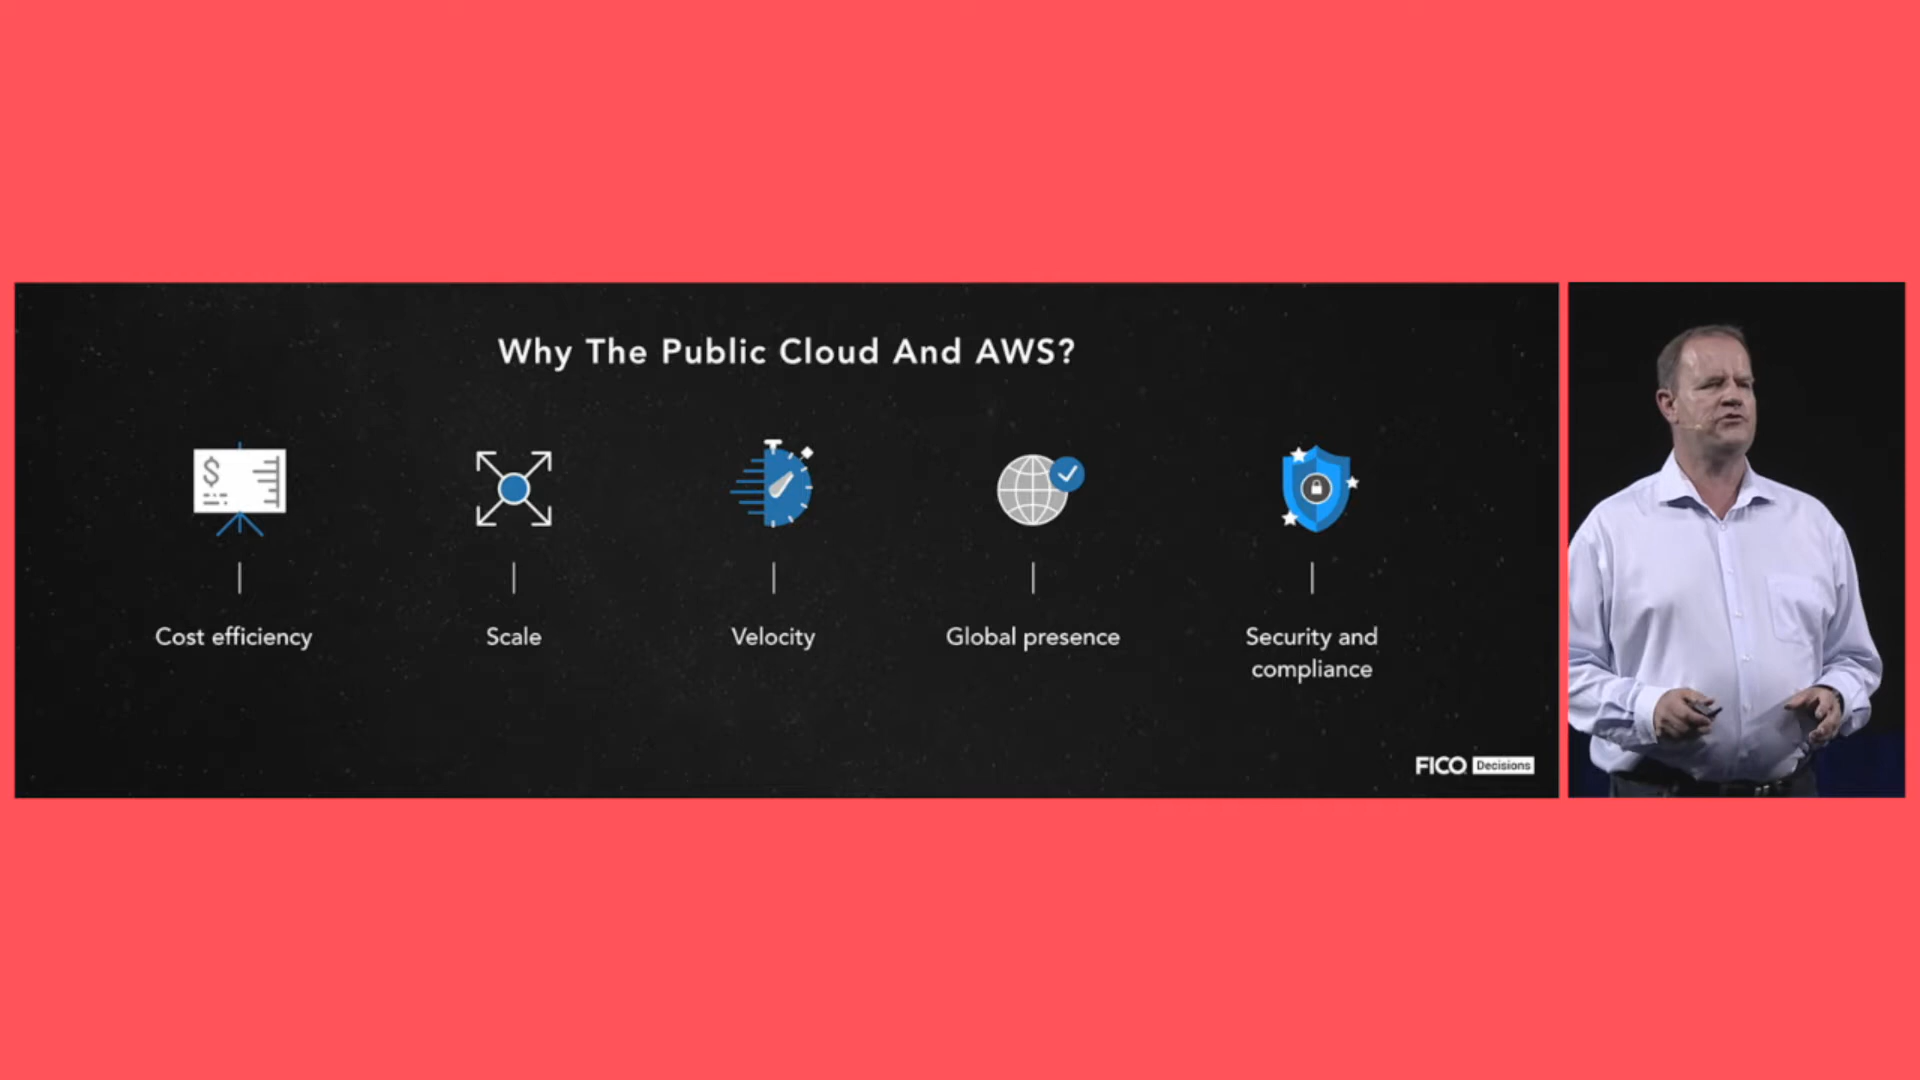 Why The Public Cloud And AWS?
$
Cost efficiency
Scale
Velocity
Global presence
Security and
compliance
FICO Decisions